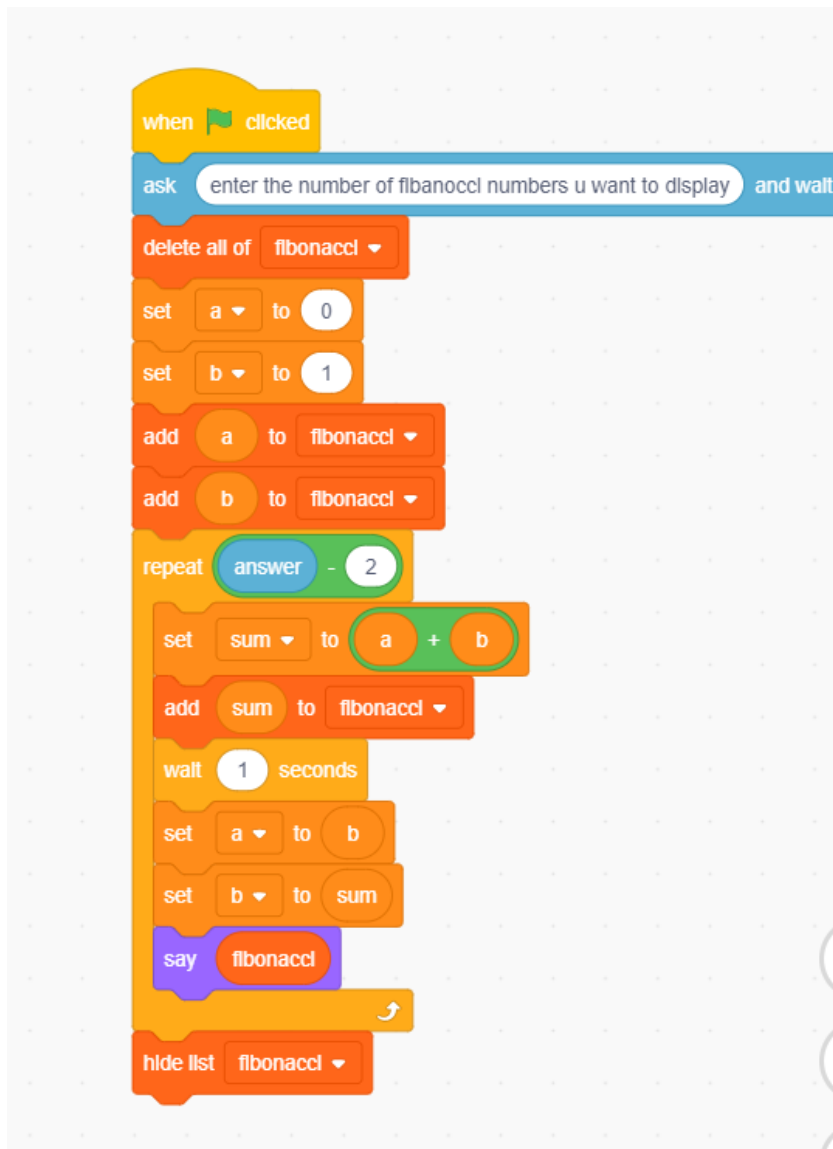 when clicked
ask enter the number of fibanocci numbers u want to display and wait
delete all of fibonacci
set a to 0
set b to 1
add a to fibonacci
add b to fibonacci
repeat answer - 2
set sum to a + b
add sum to fibonacci
wait 1 seconds
set a to b
set b to sum
say fibonacci
hide list fibonacci